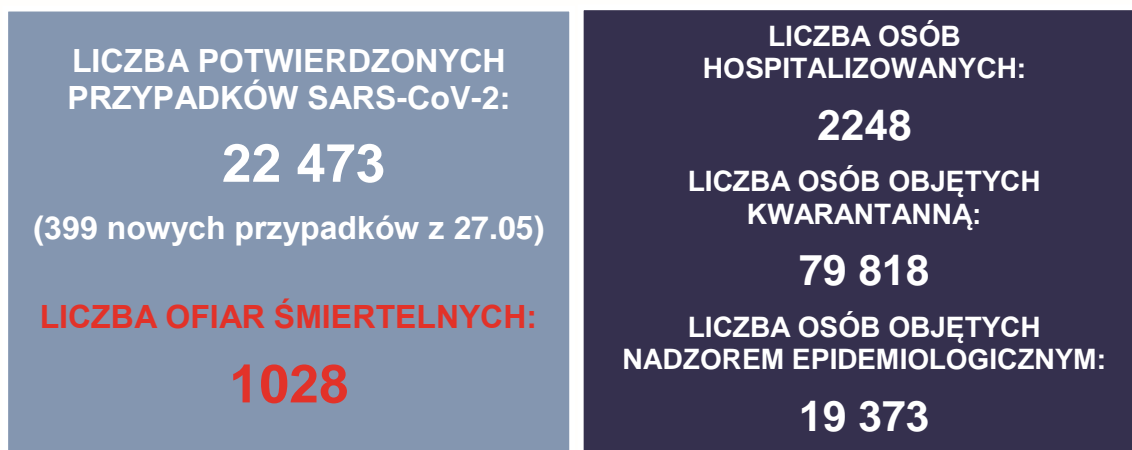 LICZBA POTWIERDZONYCH
PRZYPADKÓW SARS-CoV-2:
22 473
(399 nowych przypadków z 27.05)
LICZBA OFIAR ŚMIERTELNYCH:
1028
LICZBA OSÓB
HOSPITALIZOWANYCH:
2248
LICZBA OSÓB OBJĘTYCH
KWARANTANNĄ:
79 818
LICZBA OSÓB OBJĘTYCH
NADZOREM EPIDEMIOLOGICZNYM:
19 373